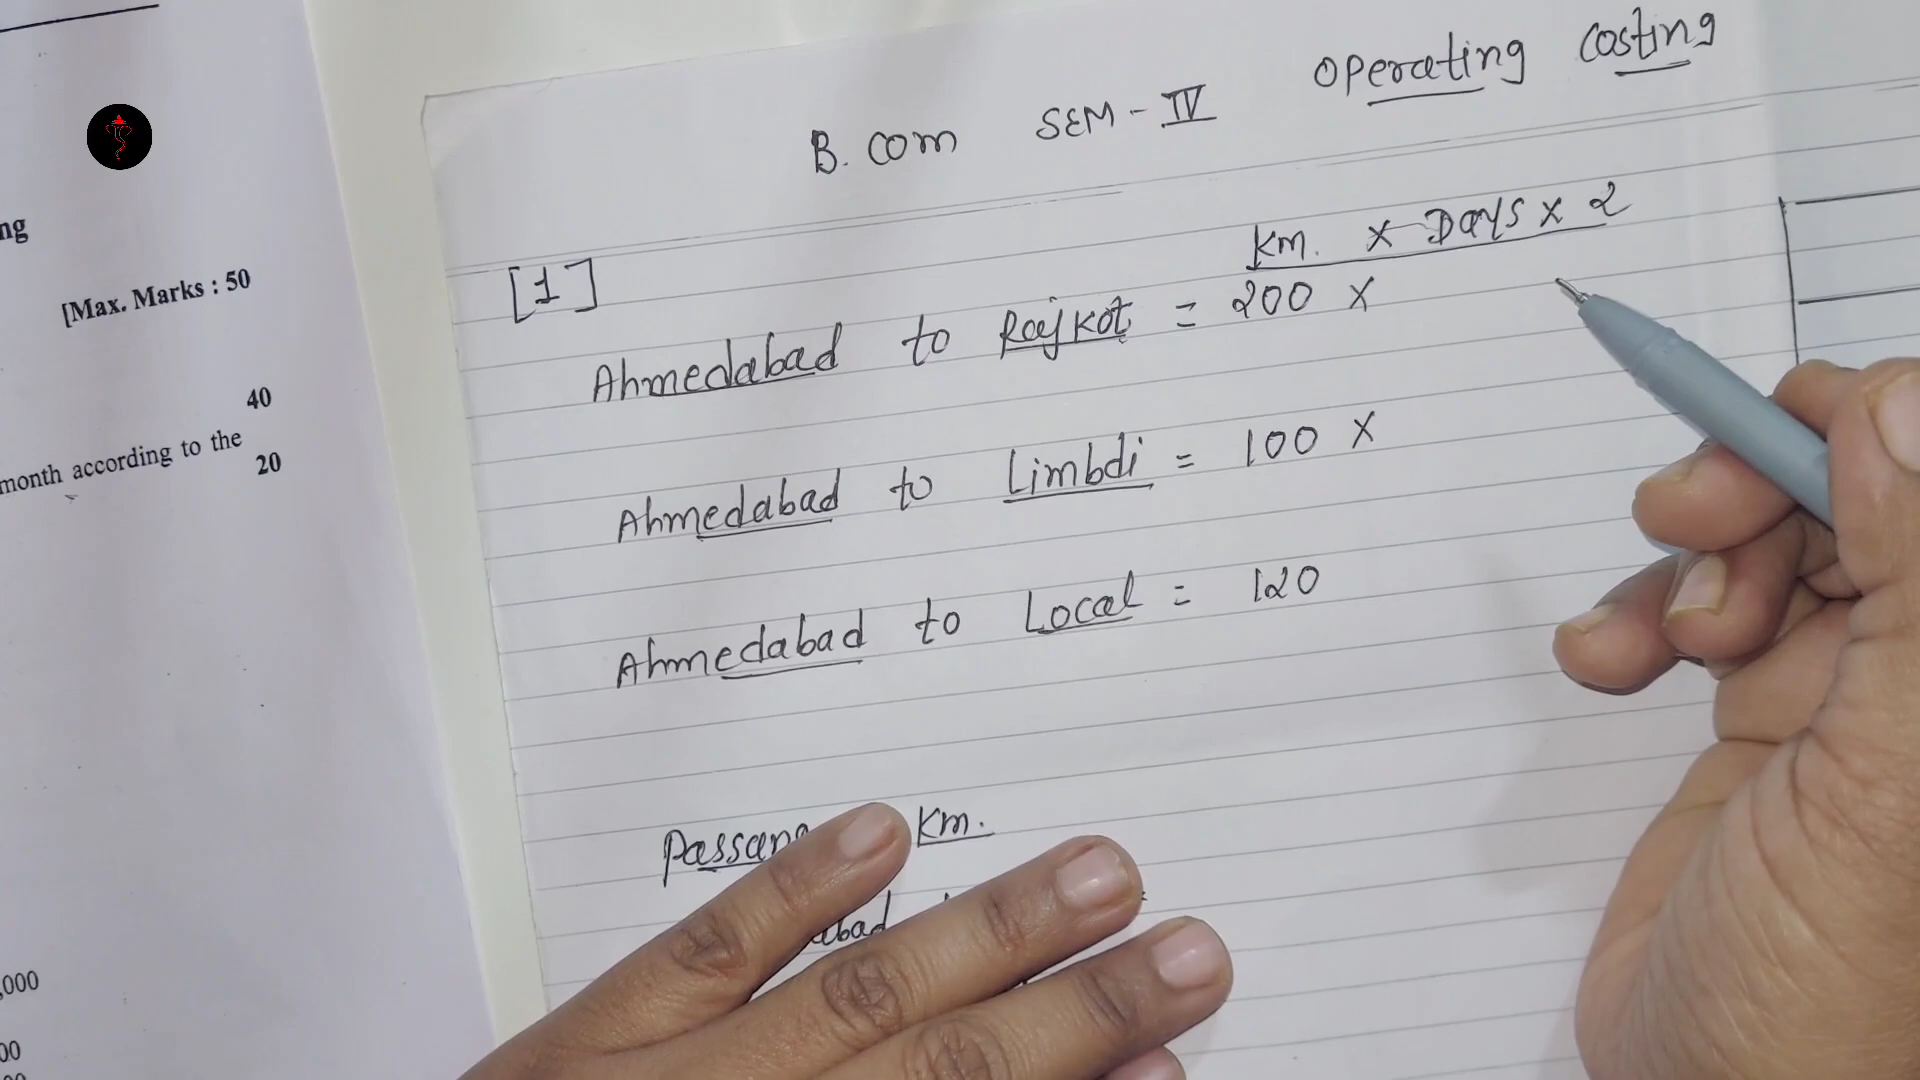 B. com SEM - IV Operating Costing
[1]
Km. x Days x 2
Ahmedabad to Rajkot = 200 x
Ahmedabad to Limbdi = 100 x
Ahmedabad to Local = 120
Km.
ng
[Max. Marks : 50
40
month according to the
20
,000
00